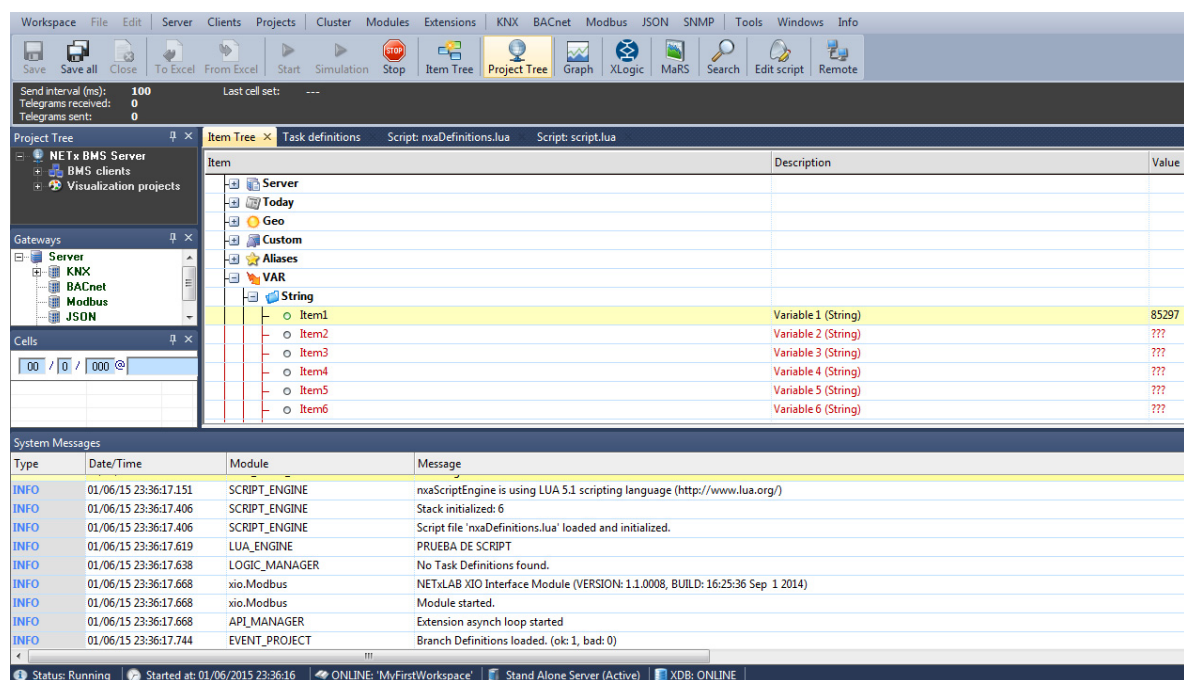 Workspace File Edit Server Clients Projects Cluster Modules Extensions KNX BACnet Modbus JSON SNMP Tools Windows Info
Save Save all Close To Excel From Excel Start Simulation Stop Item Tree Project Tree Graph XLogic MaRS Search Edit script Remote
STOP
Send interval (ms): 100 Last cell set: ---
Telegrams received: 0
Telegrams sent: 0
Project Tree
NETx BMS Server
BMS clients
Visualization projects
Gateways
Server
KNX
BACnet
Modbus
JSON
Cells
00 / 0 / 000 @
Item Tree Task definitions Script: nxaDefinitions.lua Script: script.lua
Item Description Value
Server
Today
Geo
Custom
Aliases
VAR
String
Item1 Variable 1 (String) 85297
Item2 Variable 2 (String) ???
Item3 Variable 3 (String) ???
Item4 Variable 4 (String) ???
Item5 Variable 5 (String) ???
Item6 Variable 6 (String) ???
System Messages
Type Date/Time Module Message
INFO 01/06/15 23:36:17.151 SCRIPT_ENGINE nxaScriptEngine is using LUA 5.1 scripting language (http://www.lua.org/)
INFO 01/06/15 23:36:17.406 SCRIPT_ENGINE Stack initialized: 6
INFO 01/06/15 23:36:17.406 SCRIPT_ENGINE Script file 'nxaDefinitions.lua' loaded and initialized.
INFO 01/06/15 23:36:17.619 LUA_ENGINE PRUEBA DE SCRIPT
INFO 01/06/15 23:36:17.638 LOGIC_MANAGER No Task Definitions found.
INFO 01/06/15 23:36:17.668 xio.Modbus NETxLAB XIO Interface Module (VERSION: 1.1.0008, BUILD: 16:25:36 Sep 1 2014)
INFO 01/06/15 23:36:17.668 xio.Modbus Module started.
INFO 01/06/15 23:36:17.668 API_MANAGER Extension asynch loop started
INFO 01/06/15 23:36:17.744 EVENT_PROJECT Branch Definitions loaded. (ok: 1, bad: 0)
Status: Running Started at: 01/06/2015 23:36:16 ONLINE: 'MyFirstWorkspace' Stand Alone Server (Active) XDB: ONLINE